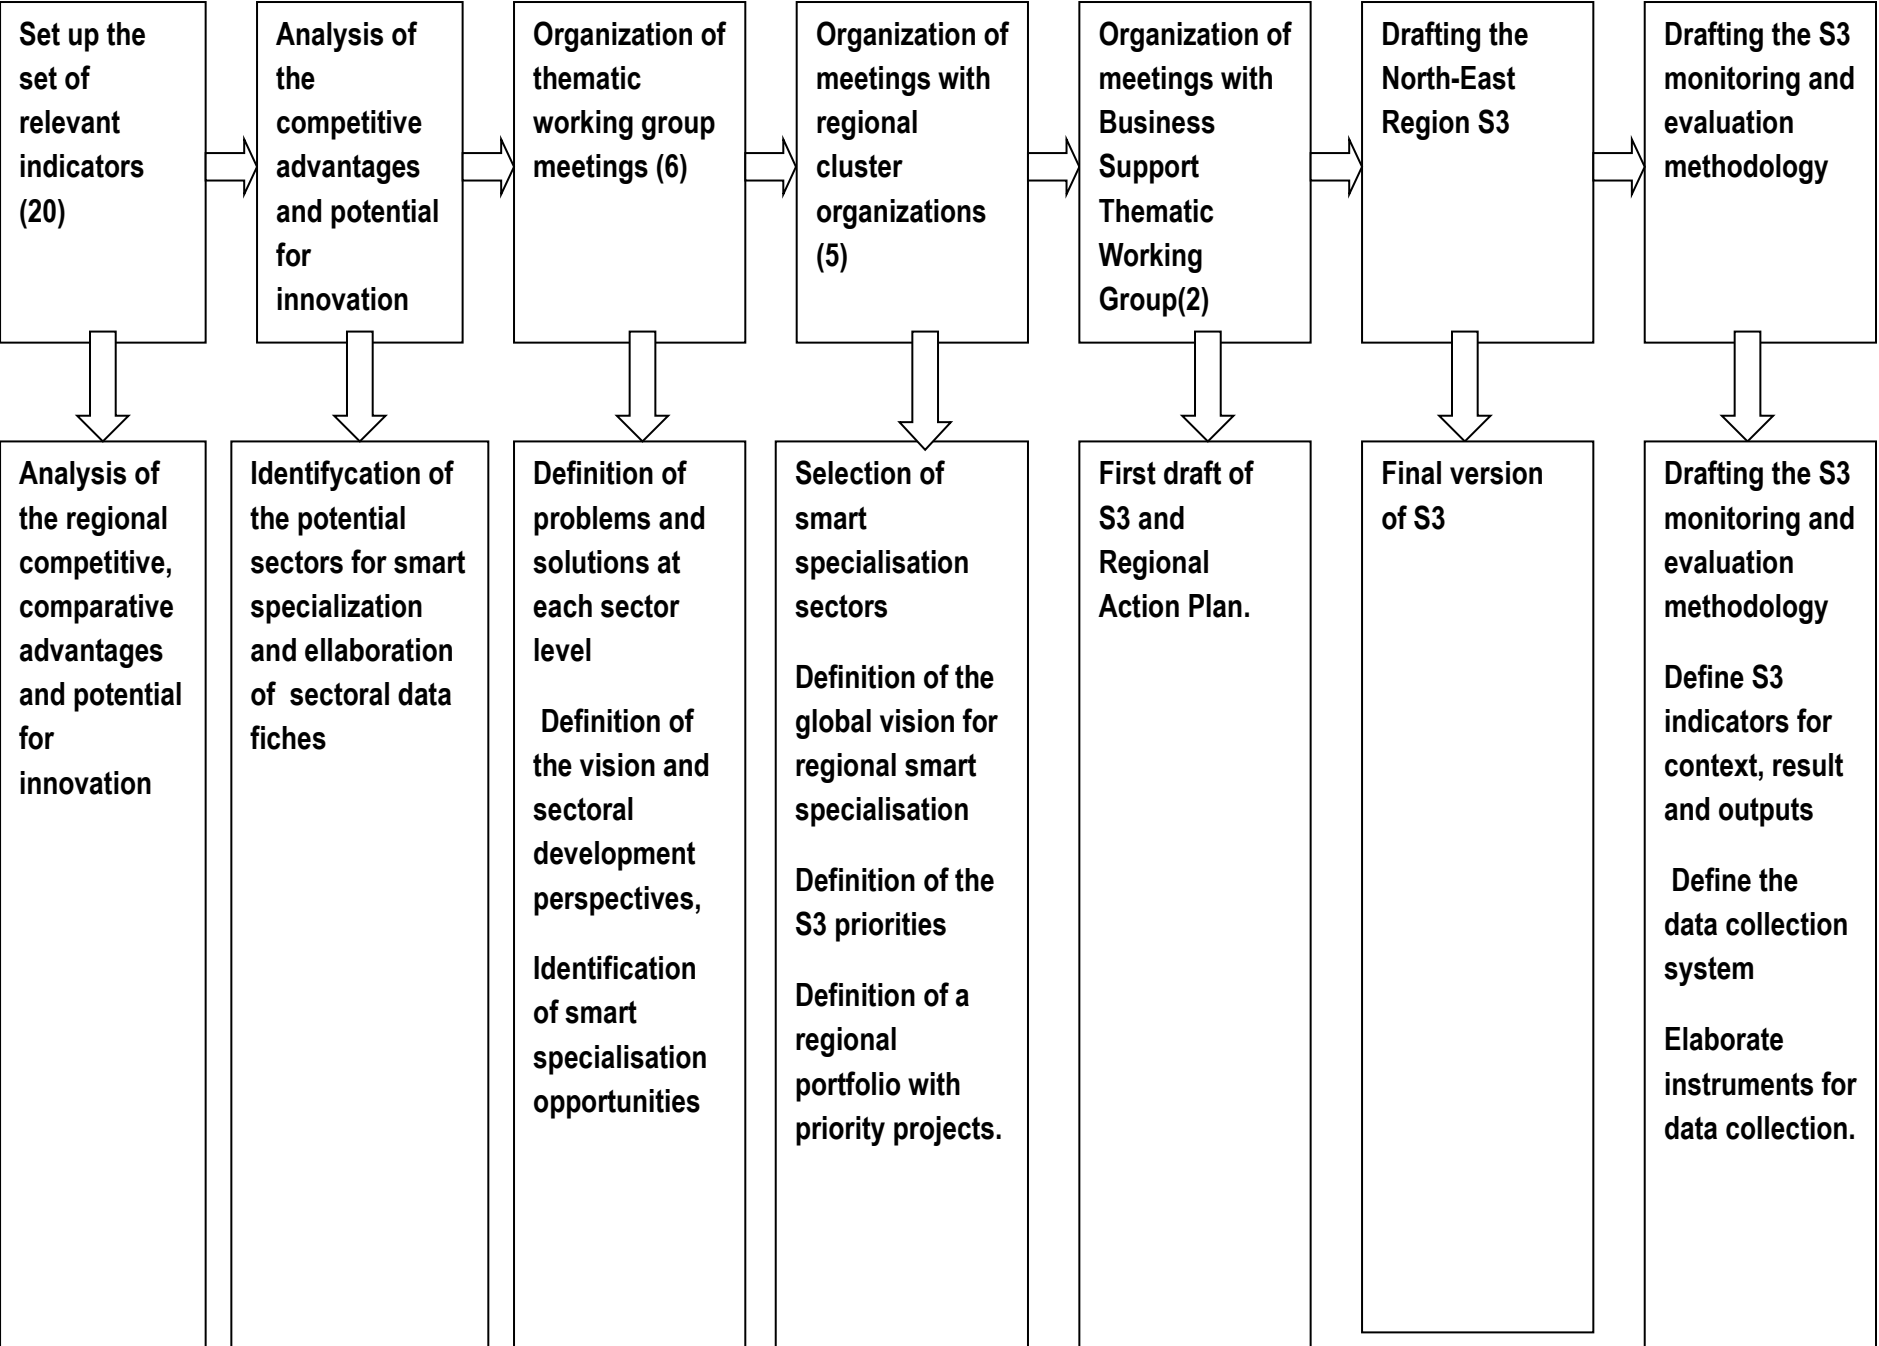 Set up the
set of
relevant
indicators
(20)
Analysis of
the
competitive
advantages
and potential
for
innovation
Organization of
thematic
working group
meetings (6)
Organization of
meetings with
regional
cluster
organizations
(5)
Organization of
meetings with
Business
Support
Thematic
Working
Group(2)
Drafting the
North-East
Region S3
Drafting the S3
monitoring and
evaluation
methodology
Analysis of
the regional
competitive,
comparative
advantages
and potential
for
innovation
Identifycation of
the potential
sectors for smart
specialization
and ellaboration
of sectoral data
fiches
Definition of
problems and
solutions at
each sector
level
Definition of
the vision and
sectoral
development
perspectives,
Identification
of smart
specialisation
opportunities
Selection of
smart
specialisation
sectors
Definition of the
global vision for
regional smart
specialisation
Definition of the
S3 priorities
Definition of a
regional
portfolio with
priority projects.
First draft of
S3 and
Regional
Action Plan.
Final version
of S3
Drafting the S3
monitoring and
evaluation
methodology
Define S3
indicators for
context, result
and outputs
Define the
data collection
system
Elaborate
instruments for
data collection.